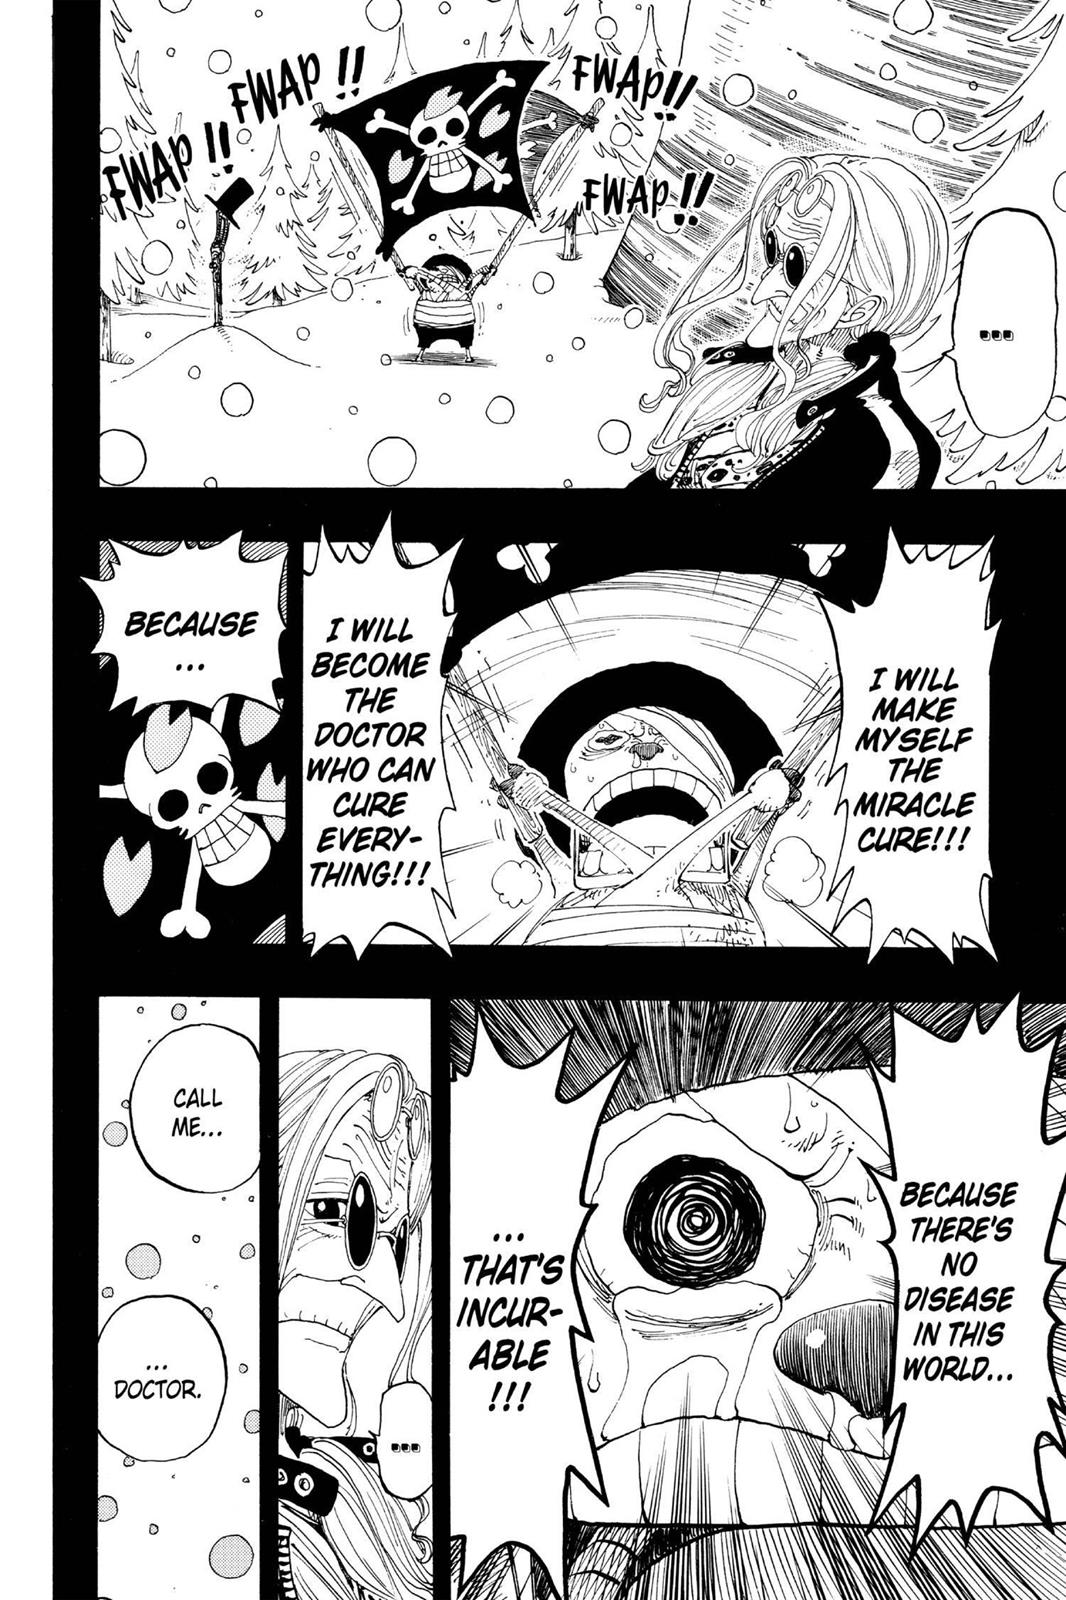 FWAP!!
FWAP!!
FWAP!!
FWAP!!
...
I WILL
MAKE
MYSELF
THE
MIRACLE
CURE!!!
I WILL
BECOME
THE
DOCTOR
WHO CAN
CURE
EVERY-
THING!!!
BECAUSE
...
BECAUSE
THERE'S
NO
DISEASE
IN THIS
WORLD...
...
THAT'S
INCUR-
ABLE
!!!
...
CALL
ME...
...
DOCTOR.